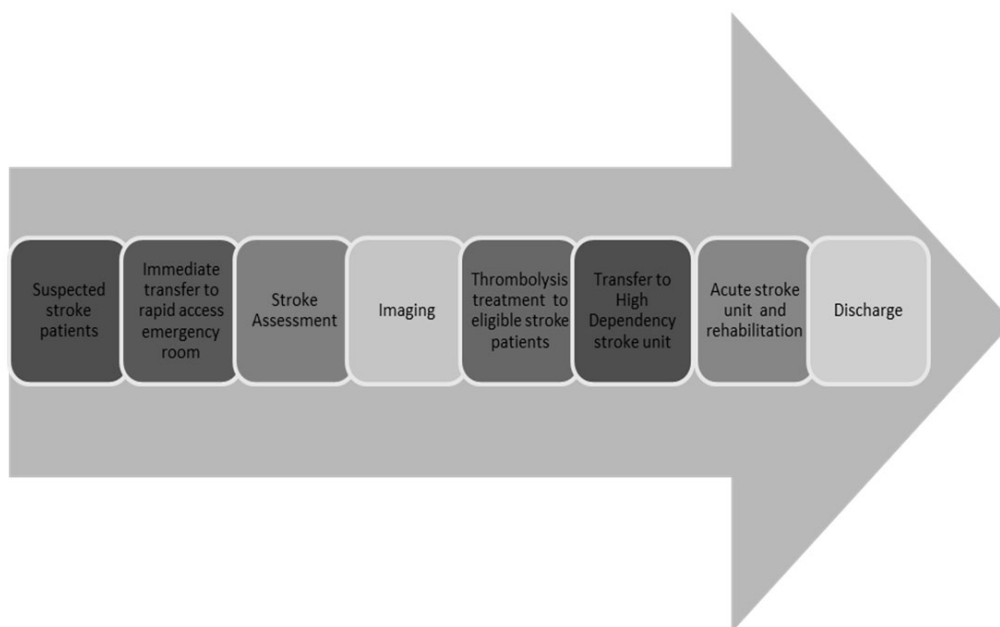 Suspected
stroke
patients
Immediate
transfer to
rapid access
emergency
room
Stroke
Assessment
Imaging
Thrombolysis
treatment to
eligible stroke
patients
Transfer to
High
Dependency
stroke unit
Acute stroke
unit and
rehabilitation
Discharge